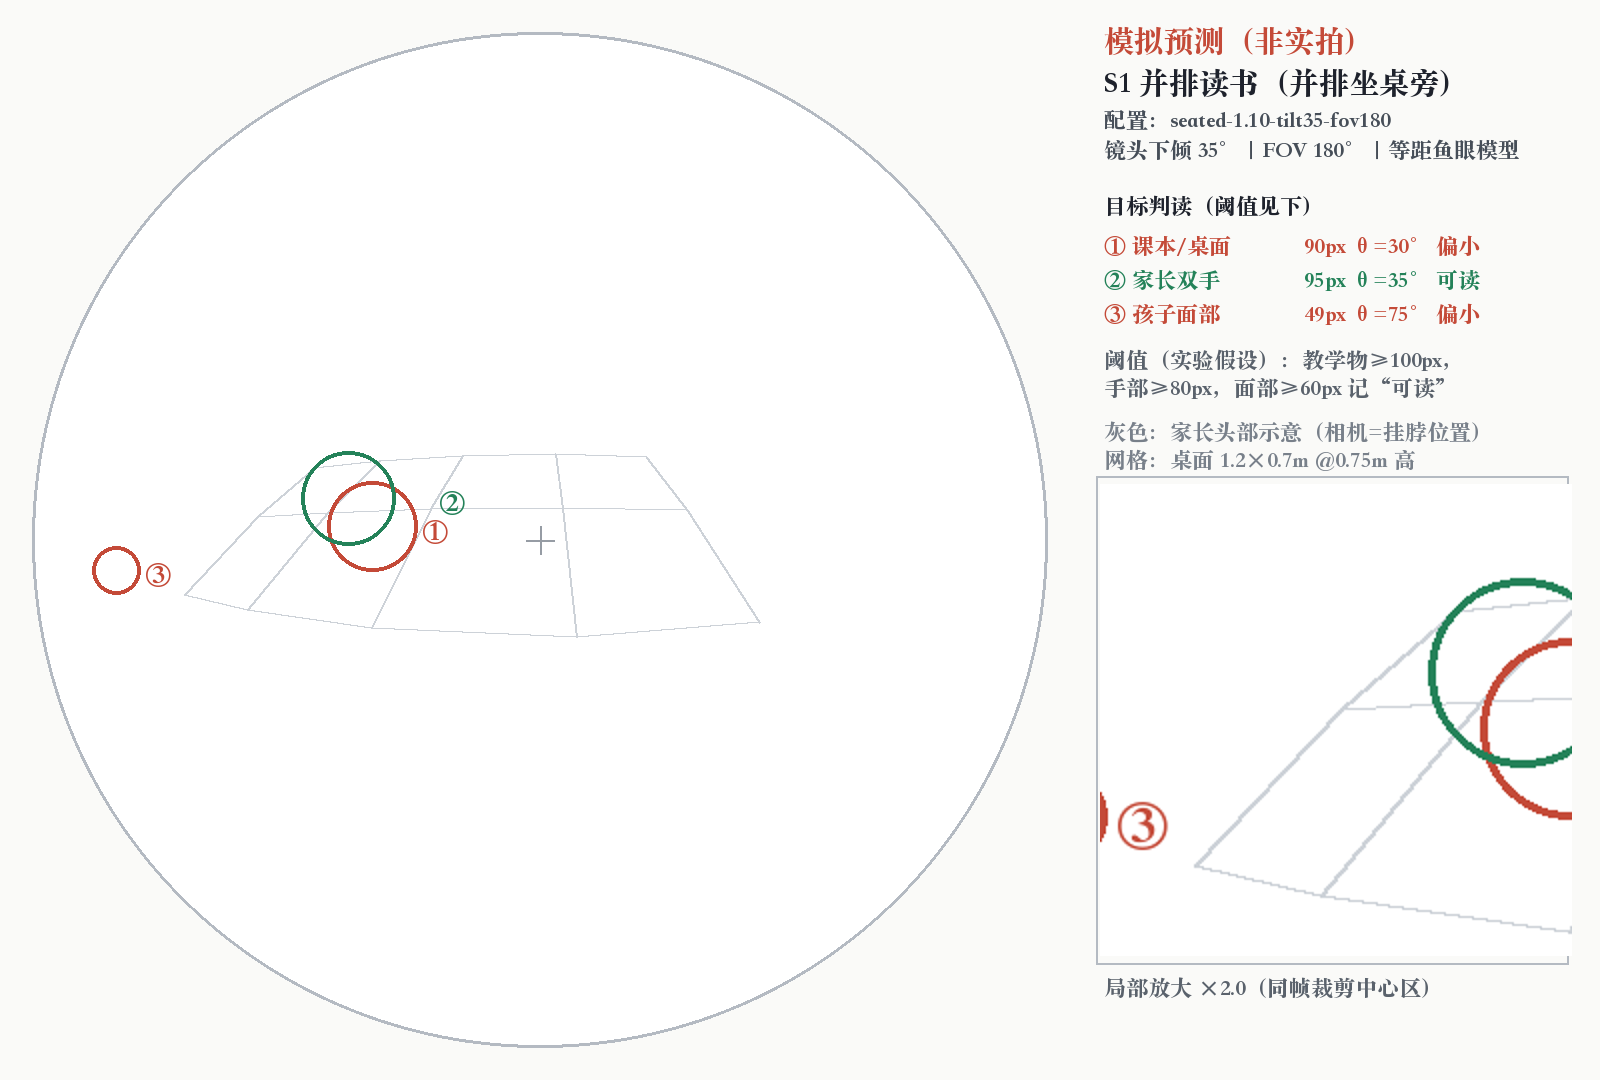 模拟预测（非实拍）
S1 并排读书（并排坐桌旁）
配置：seated-1.10-tilt35-fov180
镜头下倾 35° | FOV 180° | 等距鱼眼模型
目标判读（阈值见下）
① 课本/桌面 90px θ=30° 偏小
② 家长双手 95px θ=35° 可读
③ 孩子面部 49px θ=75° 偏小
阈值（实验假设）：教学物≥100px，
手部≥80px，面部≥60px 记“可读”
灰色：家长头部示意（相机=挂脖位置）
网格：桌面 1.2×0.7m @0.75m 高
②
①
③
③
局部放大 ×2.0（同帧裁剪中心区）